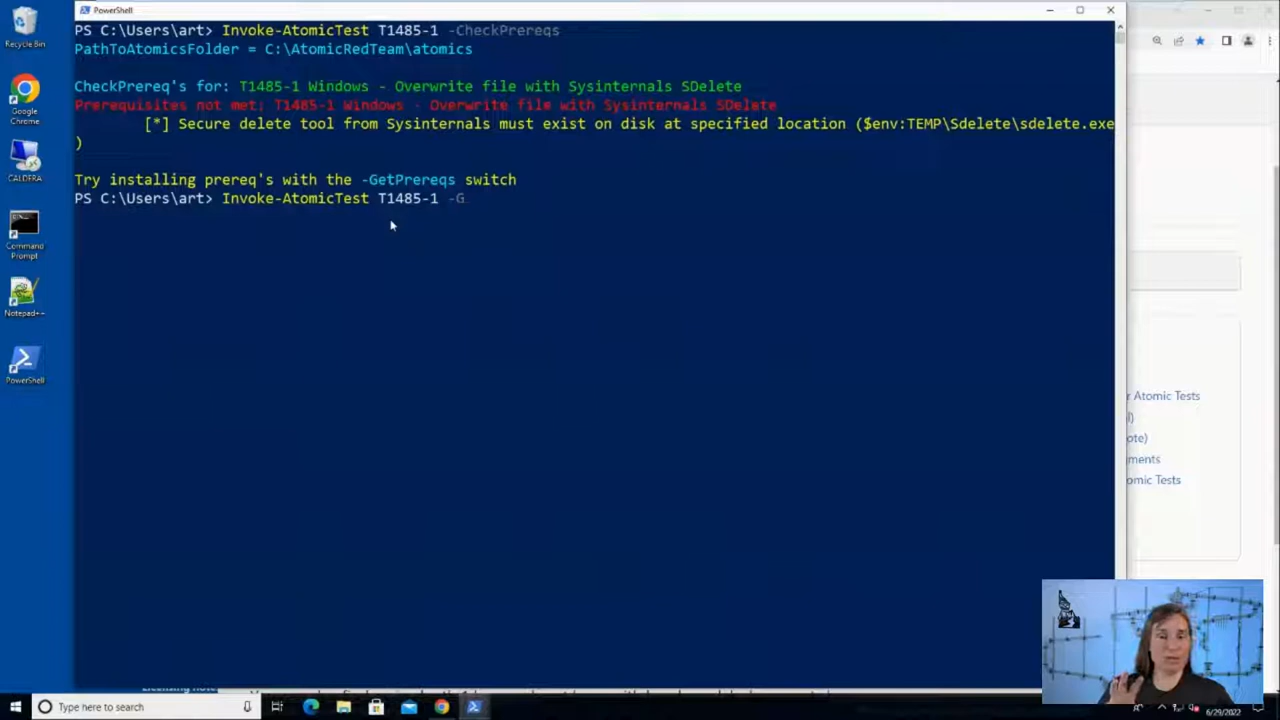 PowerShell
PS C:\Users\art> Invoke-AtomicTest T1485-1 -CheckPrereqs
PathToAtomicsFolder = C:\AtomicRedTeam\atomics
CheckPrereq's for: T1485-1 Windows - Overwrite file with Sysinternals SDelete
Prerequisites not met: T1485-1 Windows - Overwrite file with Sysinternals SDelete
[*] Secure delete tool from Sysinternals must exist on disk at specified location ($env:TEMP\Sdelete\sdelete.exe
)
Try installing prereq's with the -GetPrereqs switch
PS C:\Users\art> Invoke-AtomicTest T1485-1 -G
Recycle Bin
Google
Chrome
CALDERA
Command
Prompt
Notepad++
PowerShell
r Atomic Tests
)
ote)
ments
omic Tests
Type here to search
6/29/2022